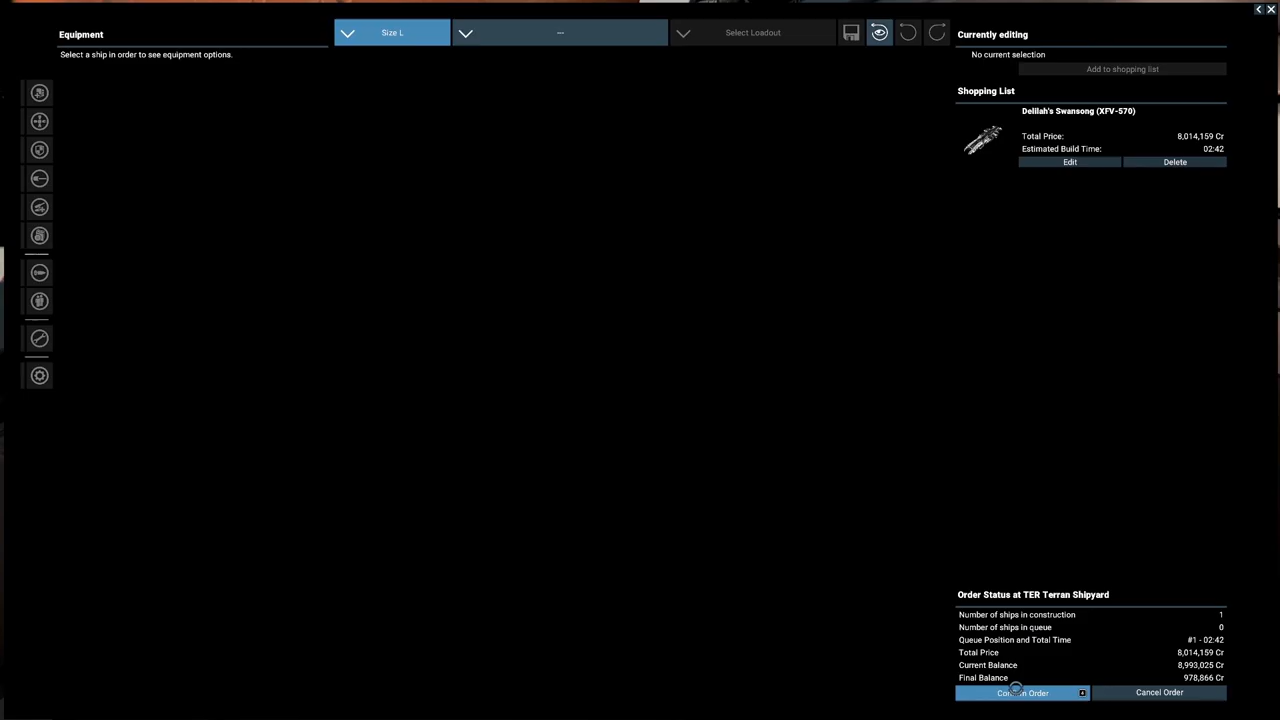 Equipment
Select a ship in order to see equipment options.
Size L
--
Select Loadout
Currently editing
No current selection
Add to shopping list
Shopping List
Delilah's Swansong (XFV-570)
Total Price: 8,014,159 Cr
Estimated Build Time: 02:42
Edit Delete
Order Status at TER Terran Shipyard
Number of ships in construction 1
Number of ships in queue 0
Queue Position and Total Time #1 - 02:42
Total Price 8,014,159 Cr
Current Balance 8,993,025 Cr
Final Balance 978,866 Cr
Confirm Order Cancel Order